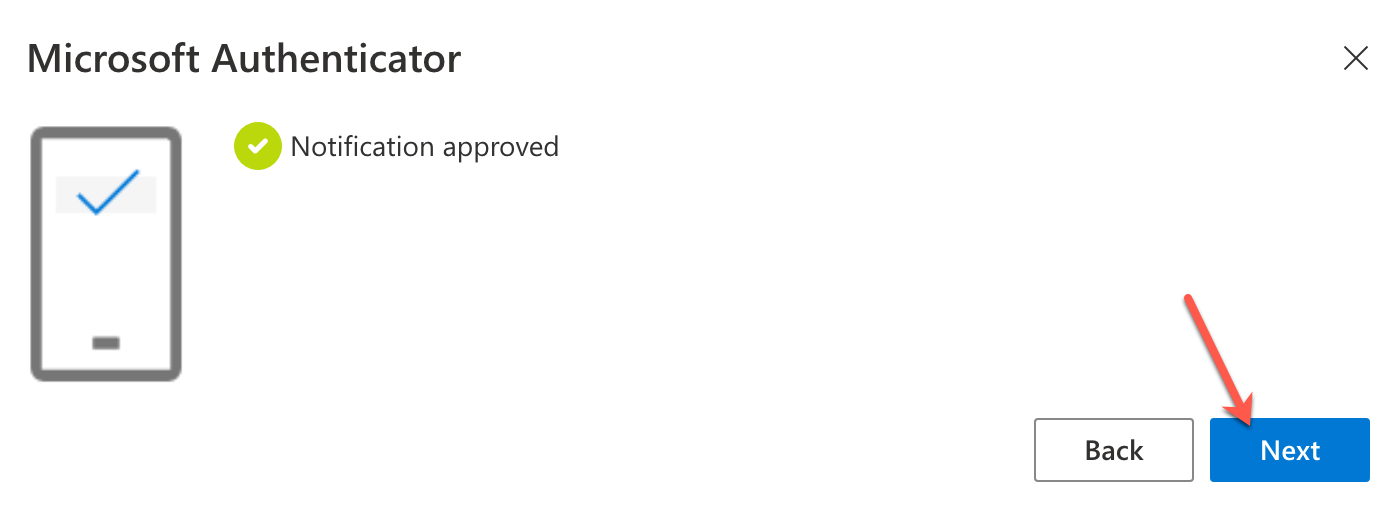 Microsoft Authenticator
Notification approved
Back
Next